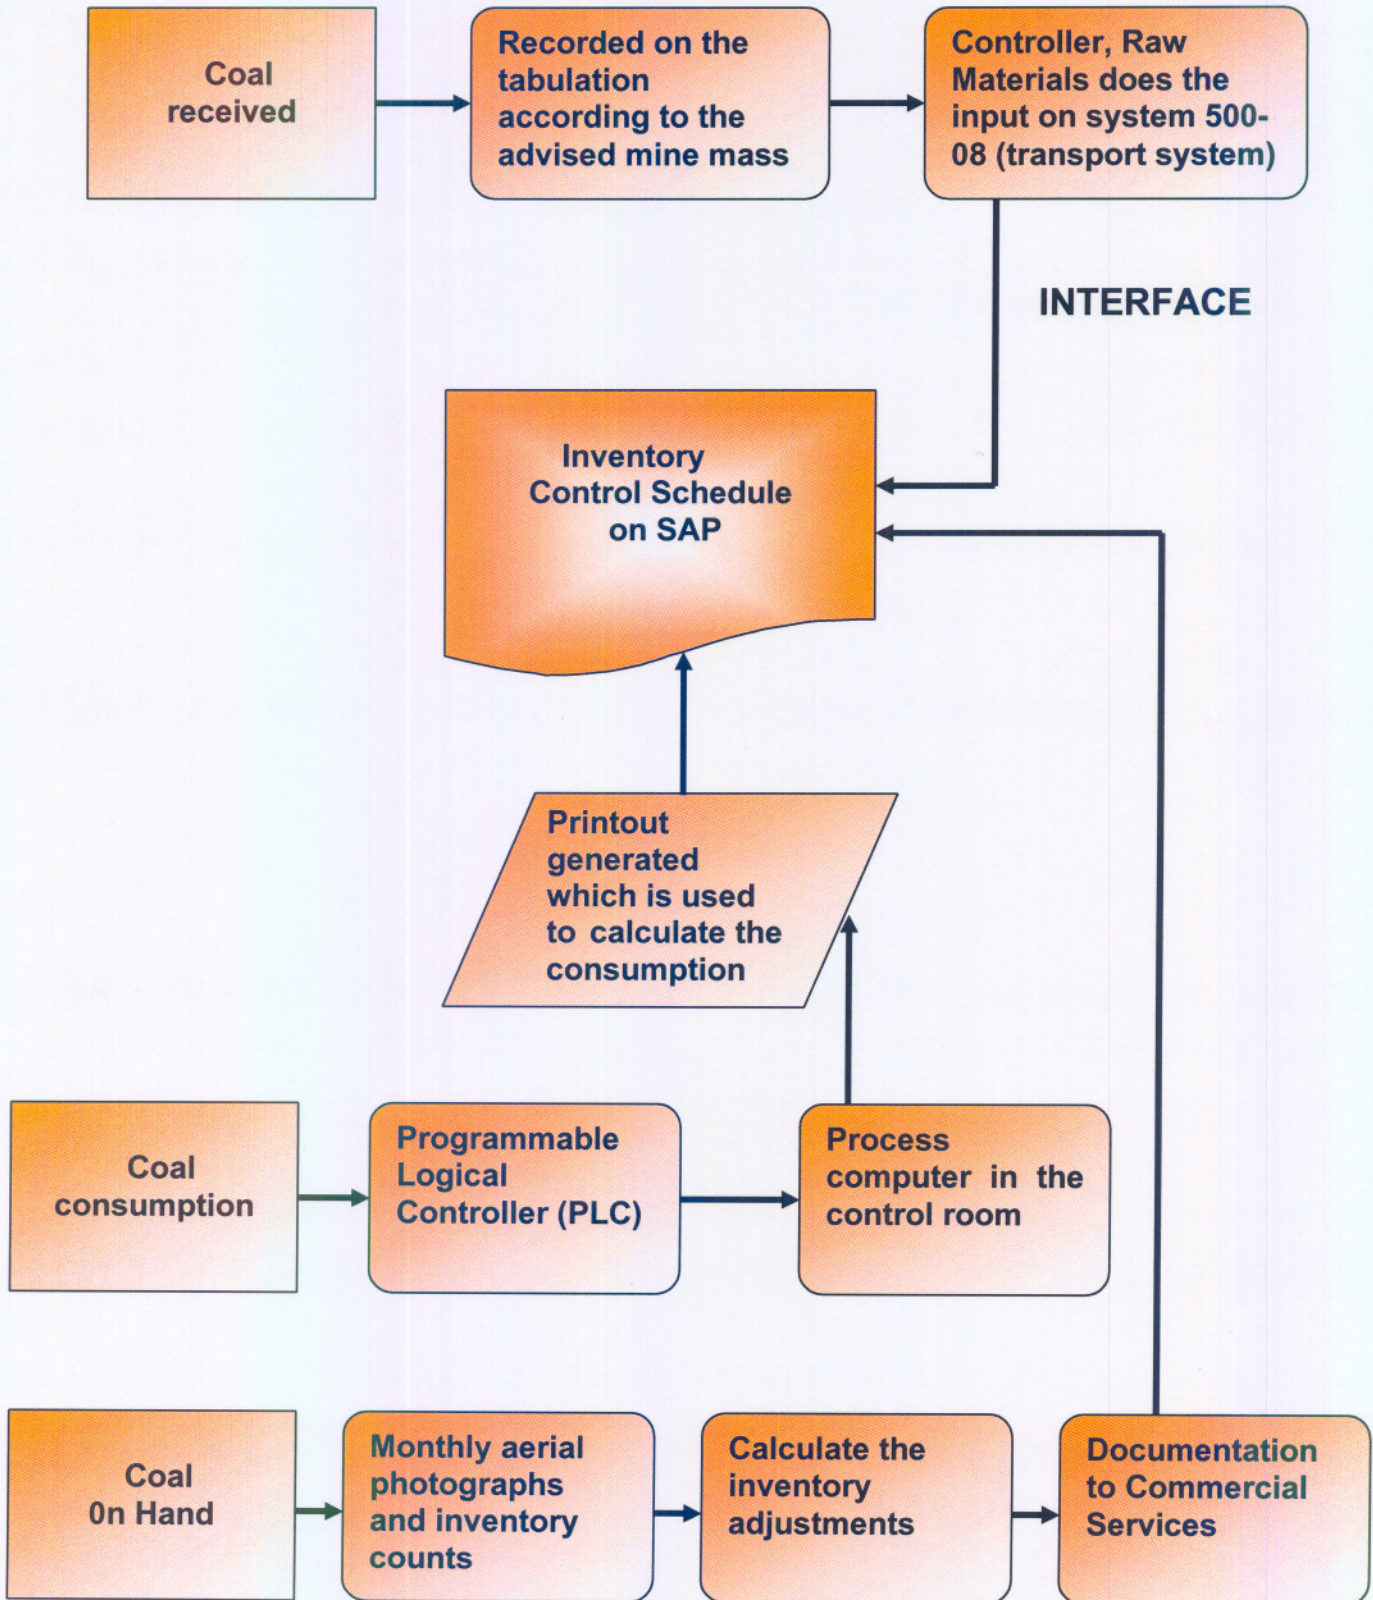 Coal
received
Recorded on the
tabulation
according to the
advised mine mass
Controller, Raw
Materials does the
input on system 500-
08 (transport system)
INTERFACE
Inventory
Control Schedule
on SAP
Printout
generated
which is used
to calculate the
consumption
Coal
consumption
Programmable
Logical
Controller (PLC)
Process
computer in the
control room
Coal
0n Hand
Monthly aerial
photographs
and inventory
counts
Calculate the
inventory
adjustments
Documentation
to Commercial
Services